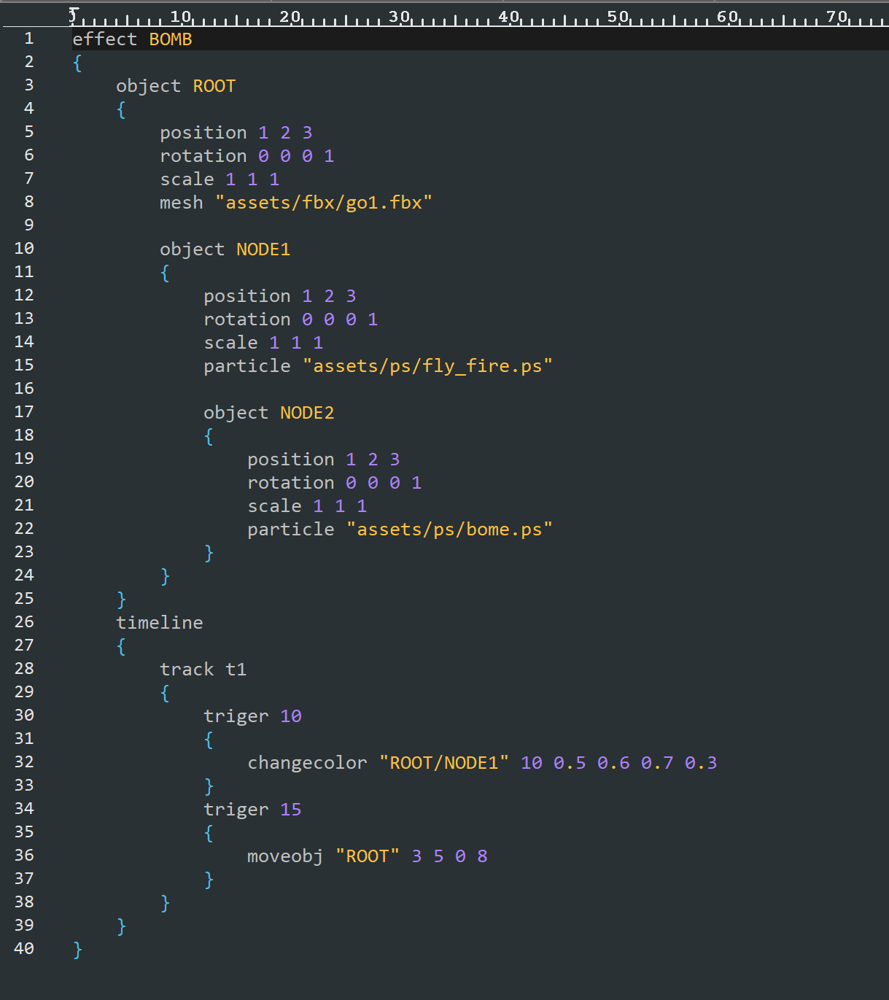 0 10 20 30 40 50 60 70
1 effect BOMB
2 {
3     object ROOT
4     {
5         position 1 2 3
6         rotation 0 0 0 1
7         scale 1 1 1
8         mesh "assets/fbx/go1.fbx"
9
10         object NODE1
11         {
12             position 1 2 3
13             rotation 0 0 0 1
14             scale 1 1 1
15             particle "assets/ps/fly_fire.ps"
16
17             object NODE2
18             {
19                 position 1 2 3
20                 rotation 0 0 0 1
21                 scale 1 1 1
22                 particle "assets/ps/bome.ps"
23             }
24         }
25     }
26     timeline
27     {
28         track t1
29         {
30             triger 10
31             {
32                 changecolor "ROOT/NODE1" 10 0.5 0.6 0.7 0.3
33             }
34             triger 15
35             {
36                 moveobj "ROOT" 3 5 0 8
37             }
38         }
39     }
40 }